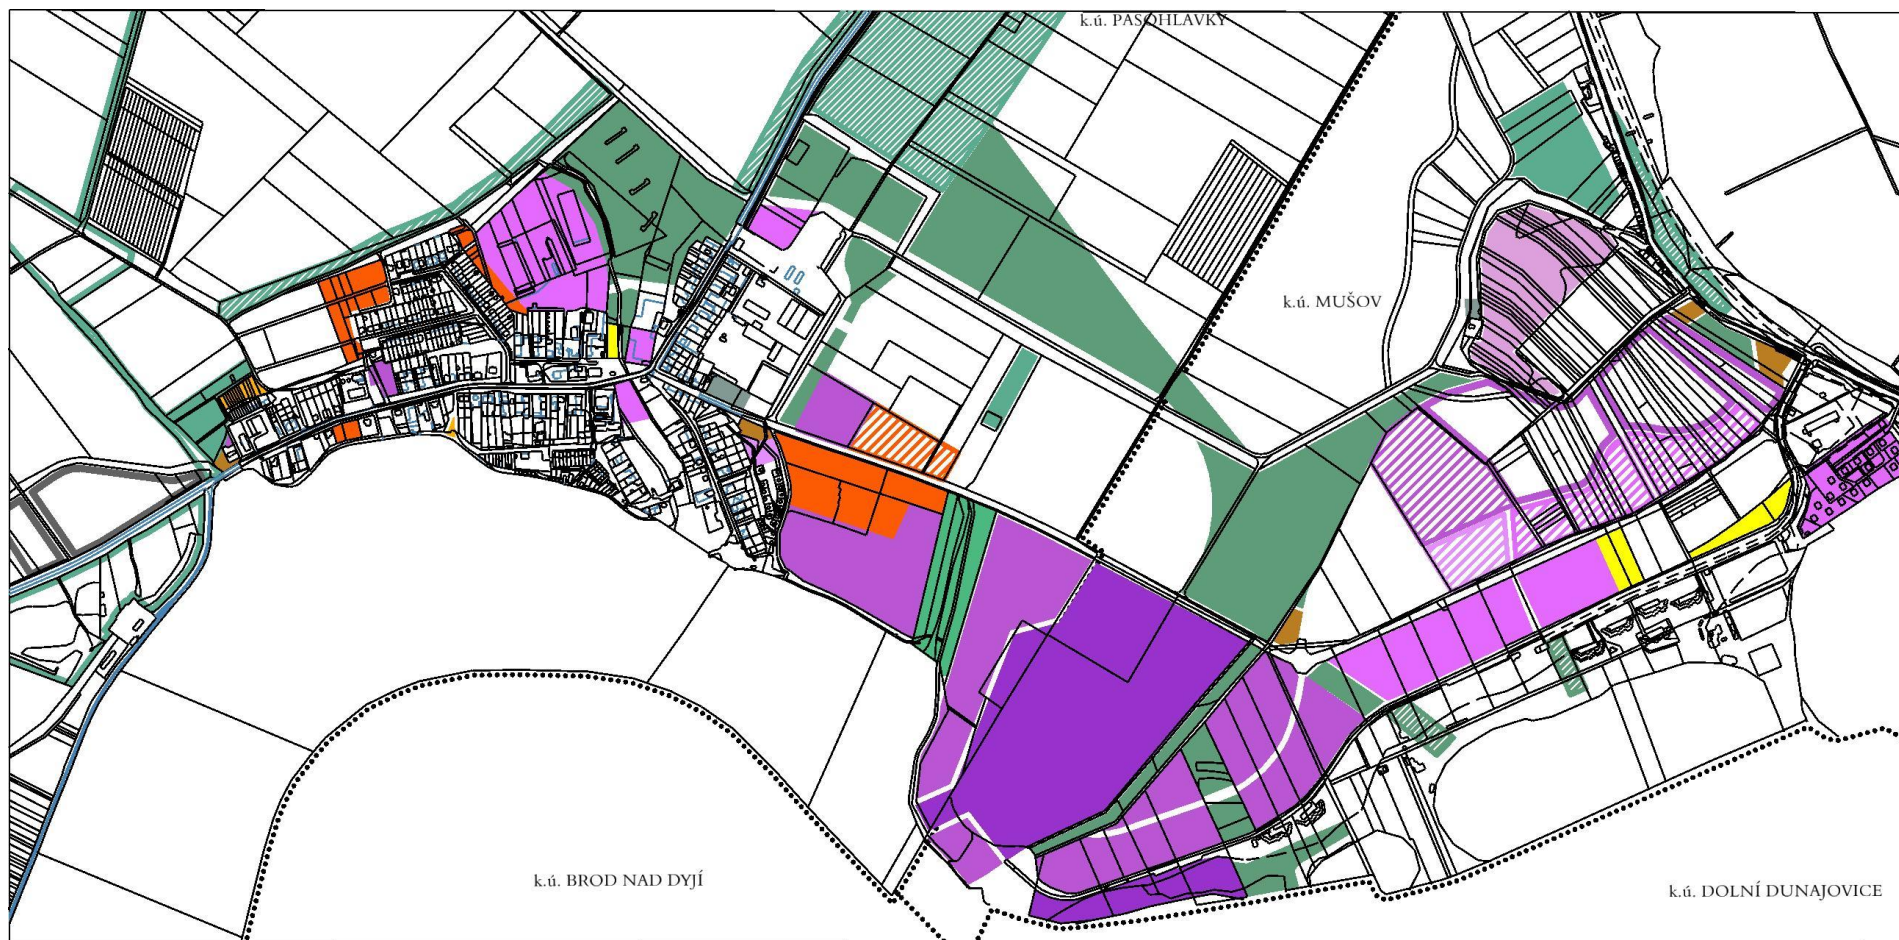 k.ú. PASOHLÁVKY
k.ú. MUŠOV
k.ú. BROD NAD DYJÍ
k.ú. DOLNÍ DUNAJOVICE